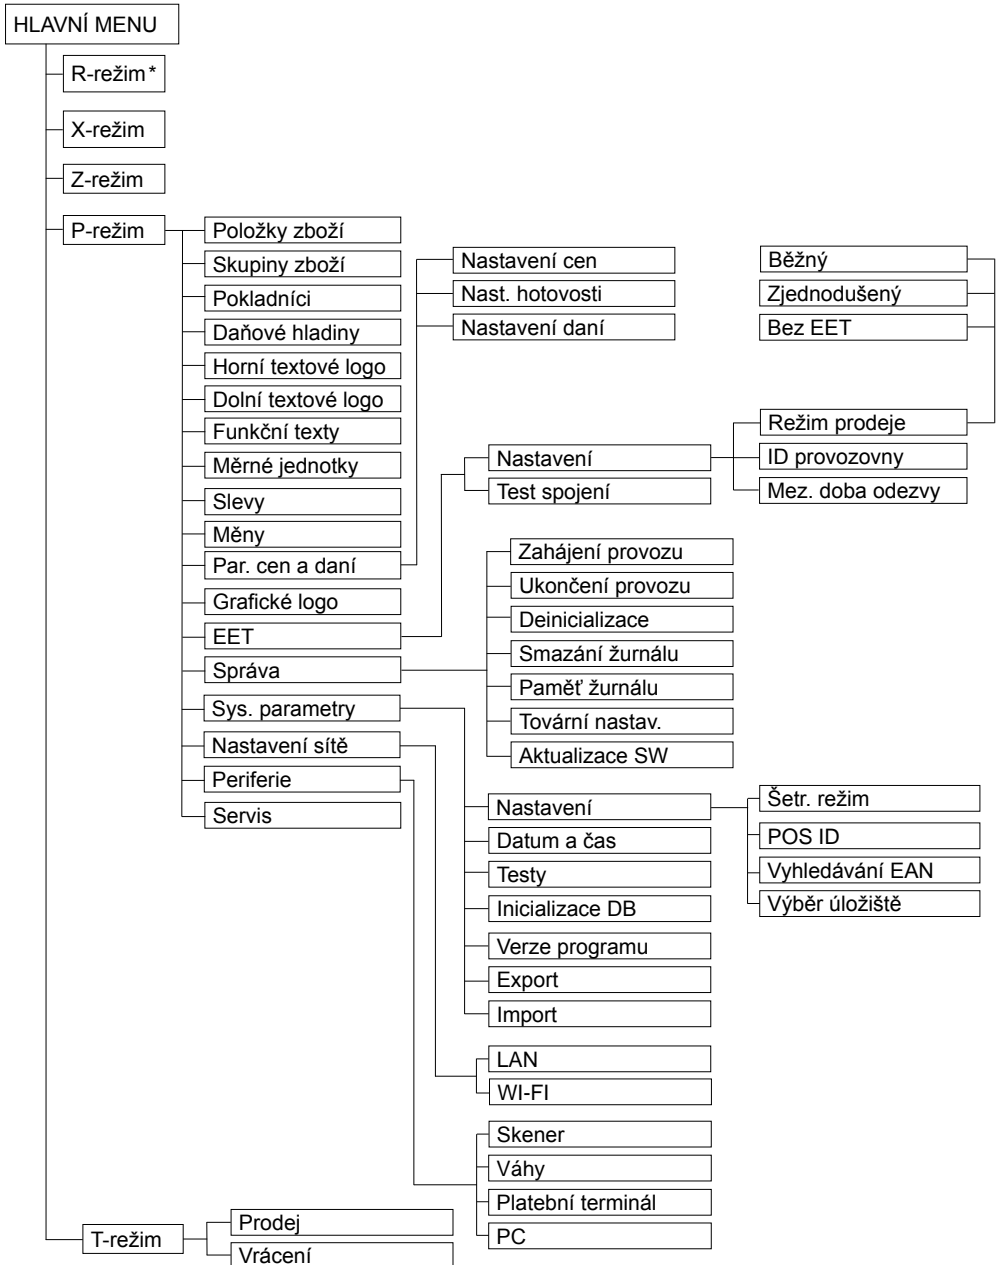 HLAVNÍ MENU
R-režim*
X-režim
Z-režim
P-režim
Položky zboží
Skupiny zboží
Pokladníci
Daňové hladiny
Horní textové logo
Dolní textové logo
Funkční texty
Měrné jednotky
Slevy
Měny
Par. cen a daní
Grafické logo
EET
Správa
Sys. parametry
Nastavení sítě
Periferie
Servis
Nastavení cen
Nast. hotovosti
Nastavení daní
Běžný
Zjednodušený
Bez EET
Nastavení
Test spojení
Režim prodeje
ID provozovny
Mez. doba odezvy
Zahájení provozu
Ukončení provozu
Deinicializace
Smazání žurnálu
Paměť žurnálu
Tovární nastav.
Aktualizace SW
Nastavení
Datum a čas
Testy
Inicializace DB
Verze programu
Export
Import
Šetr. režim
POS ID
Vyhledávání EAN
Výběr úložiště
LAN
WI-FI
Skener
Váhy
Platební terminál
PC
T-režim
Prodej
Vrácení